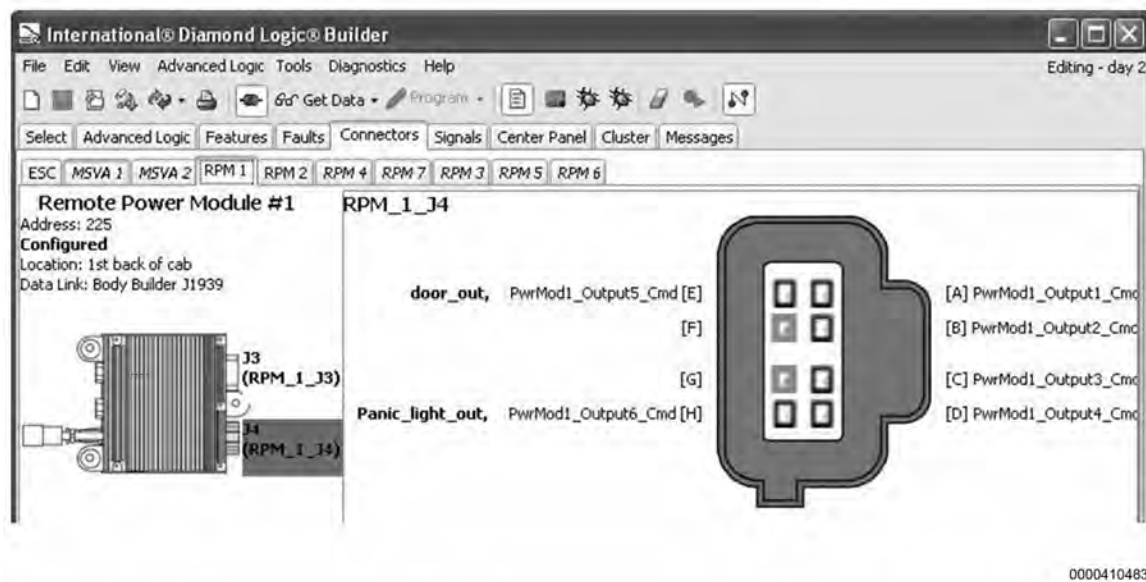 International® Diamond Logic® Builder
File Edit View Advanced Logic Tools Diagnostics Help
Editing - day 2
Get Data Program
Select Advanced Logic Features Faults Connectors Signals Center Panel Cluster Messages
ESC MSVA 1 MSVA 2 RPM 1 RPM 2 RPM 4 RPM 7 RPM 3 RPM 5 RPM 6
Remote Power Module #1
Address: 225
Configured
Location: 1st back of cab
Data Link: Body Builder J1939
J3
(RPM_1_J3)
J4
(RPM_1_J4)
RPM_1_J4
door_out, PwrMod1_Output5_Cmd [E]
[F]
[G]
Panic_light_out, PwrMod1_Output6_Cmd [H]
[A] PwrMod1_Output1_Cmd
[B] PwrMod1_Output2_Cmd
[C] PwrMod1_Output3_Cmd
[D] PwrMod1_Output4_Cmd
0000410483